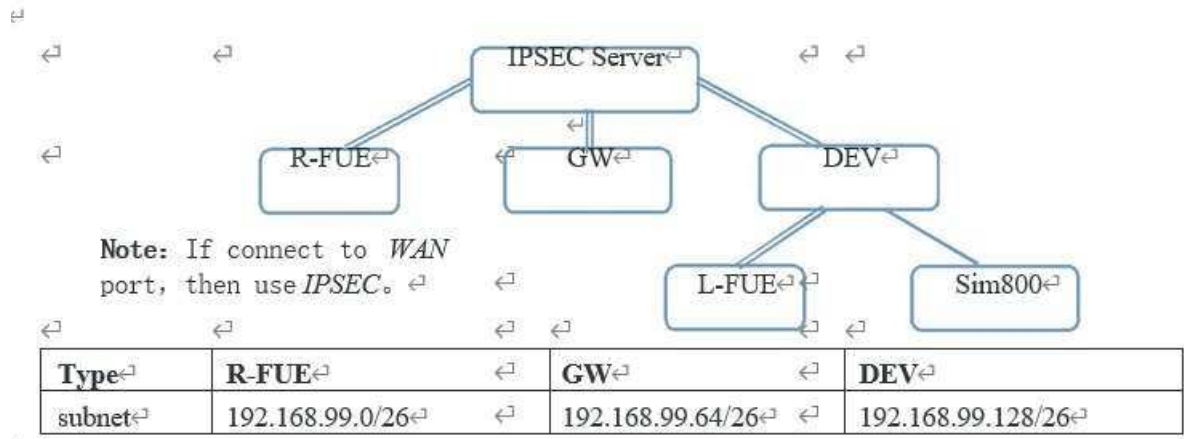 IPSEC Server
R-FUE GW DEV
Note: If connect to WAN
port, then use IPSEC。
L-FUE Sim800
Type R-FUE GW DEV
subnet 192.168.99.0/26 192.168.99.64/26 192.168.99.128/26